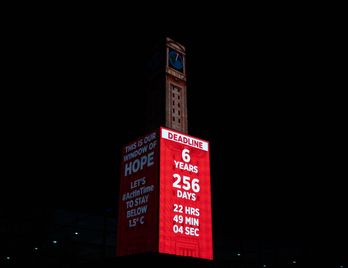 THIS IS OUR
WINDOW OF
HOPE
LET'S
#ActInTime
TO STAY
BELOW
1.5°C
DEADLINE
6
YEARS
256
DAYS
22 HRS
49 MIN
04 SEC